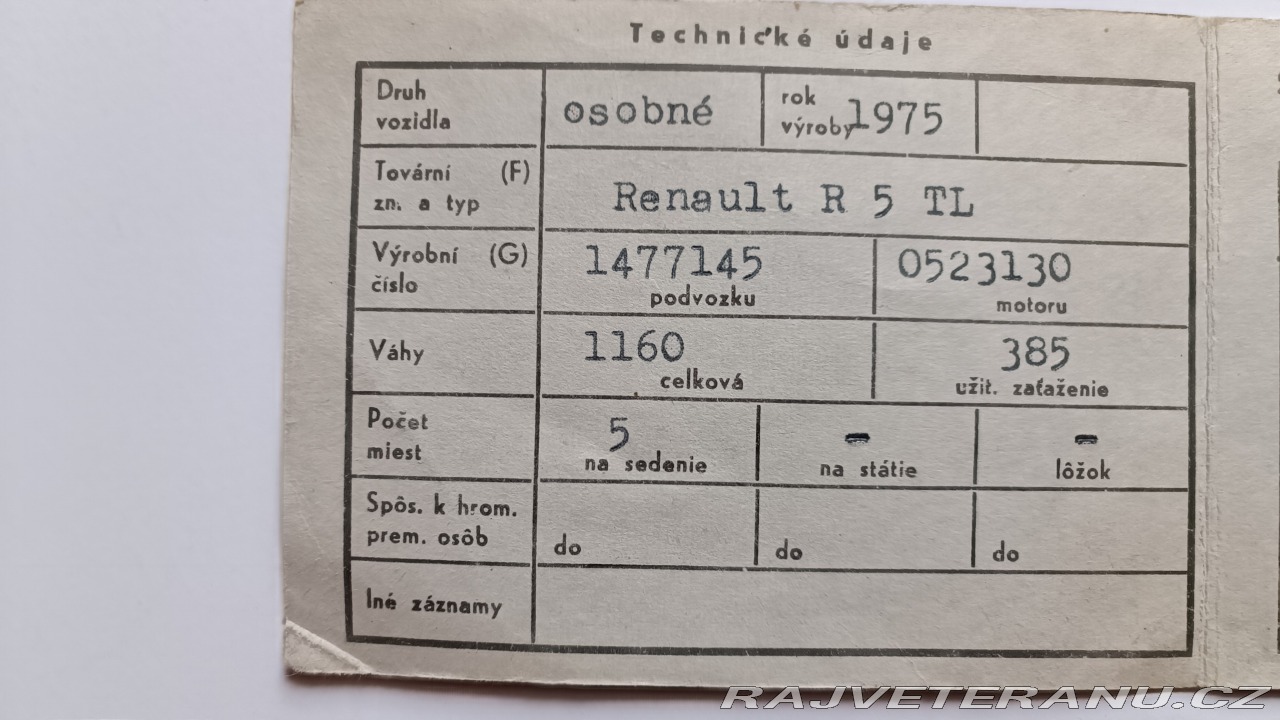 Technické údaje
Druh
vozidla
osobné
rok
výroby
1975
Tovární (F)
zn. a typ
Renault R 5 TL
Výrobní (G)
číslo
1477145
podvozku
0523130
motoru
Váhy
1160
celková
385
užit. zaťaženie
Počet
miest
5
na sedenie
-
na státie
-
lôžok
Spôs. k hrom.
prem. osôb
do
do
do
Iné záznamy
RAJVETERANU.CZ